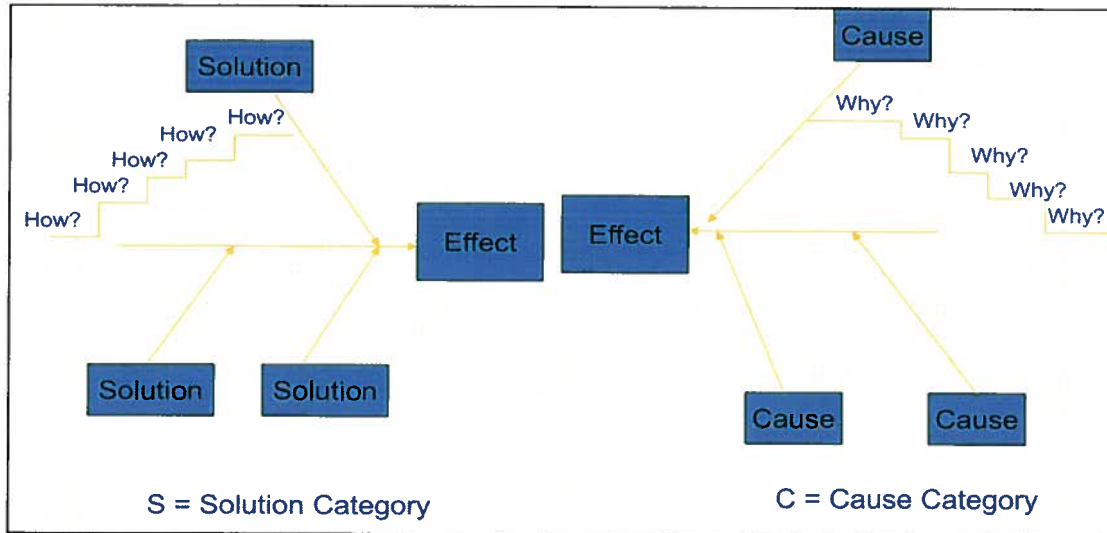 Solution
How?
How?
How?
How?
How?
Effect
Solution
Solution
S = Solution Category
Cause
Why?
Why?
Why?
Why?
Why?
Effect
Cause
Cause
C = Cause Category